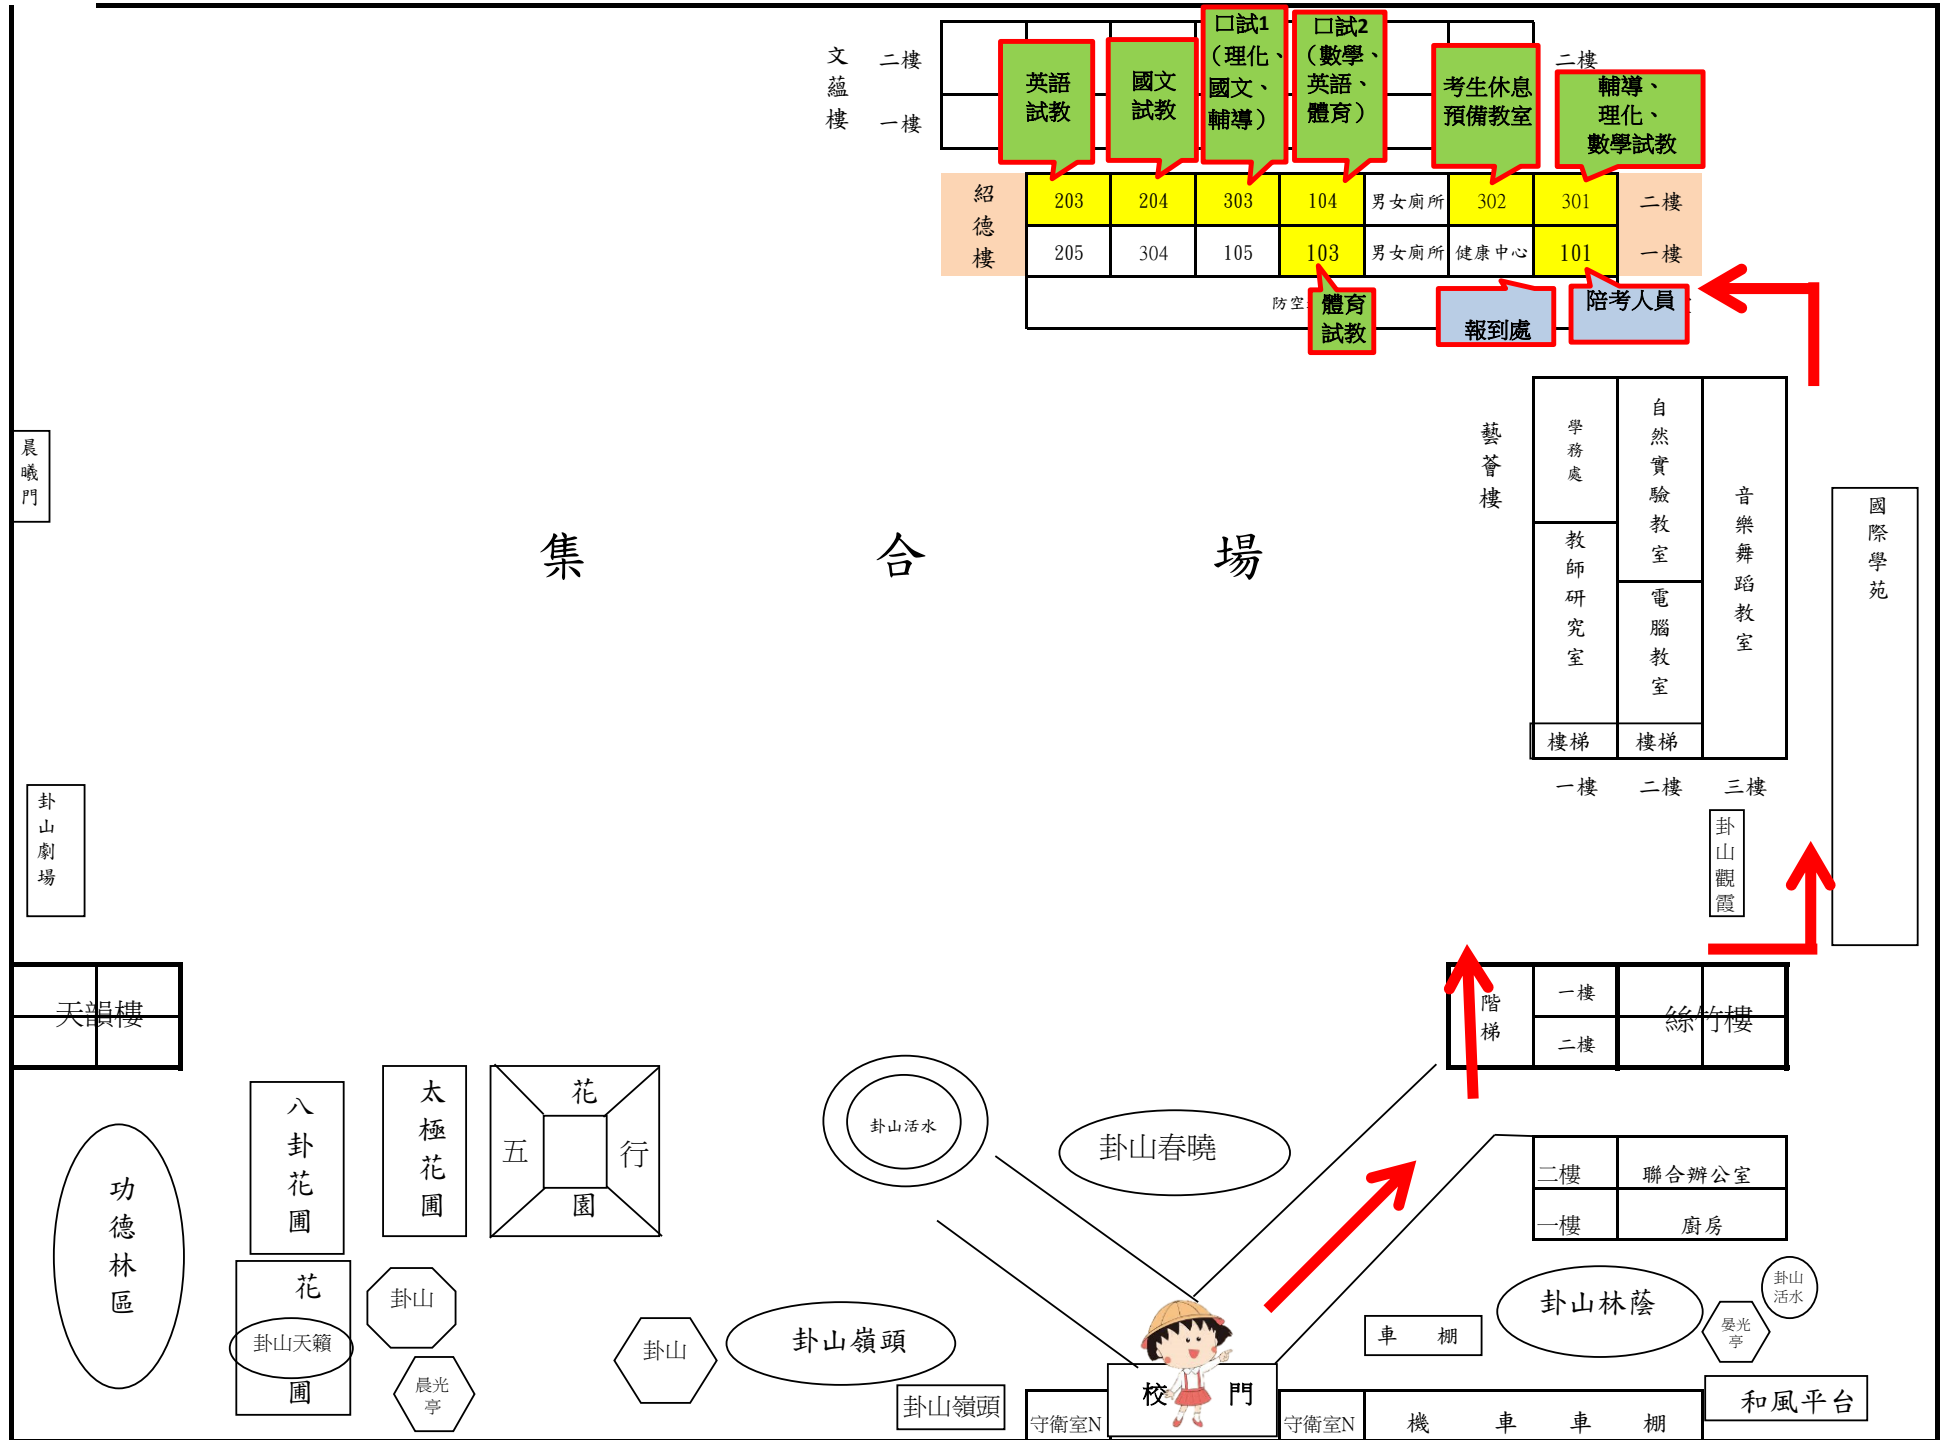 文蘊樓
二樓
一樓
二樓
英語
試教
國文
試教
口試1
（理化、
國文、
輔導）
口試2
（數學、
英語、
體育）
考生休息
預備教室
輔導、
理化、
數學試教
紹德樓
203 204 303 104 男女廁所 302 301 二樓
205 304 105 103 男女廁所 健康中心 101 一樓
防空
體育
試教
報到處
陪考人員
晨曦門
集合場
藝薈樓
學務處
教師研究室
自然實驗教室
電腦教室
音樂舞蹈教室
樓梯 樓梯
一樓 二樓 三樓
國際學苑
卦山劇場
卦山觀霞
天韻樓
階梯
一樓
二樓
絲竹樓
功德林區
八卦花圃
太極花圃
花
五 行
園
卦山活水
卦山春曉
二樓 聯合辦公室
一樓 廚房
花
卦山天籟
圃
卦山
晨光
亭
卦山
卦山嶺頭
卦山嶺頭
車棚
卦山林蔭
卦山
活水
晏光
亭
守衛室N
校門
守衛室N
機車車棚
和風平台